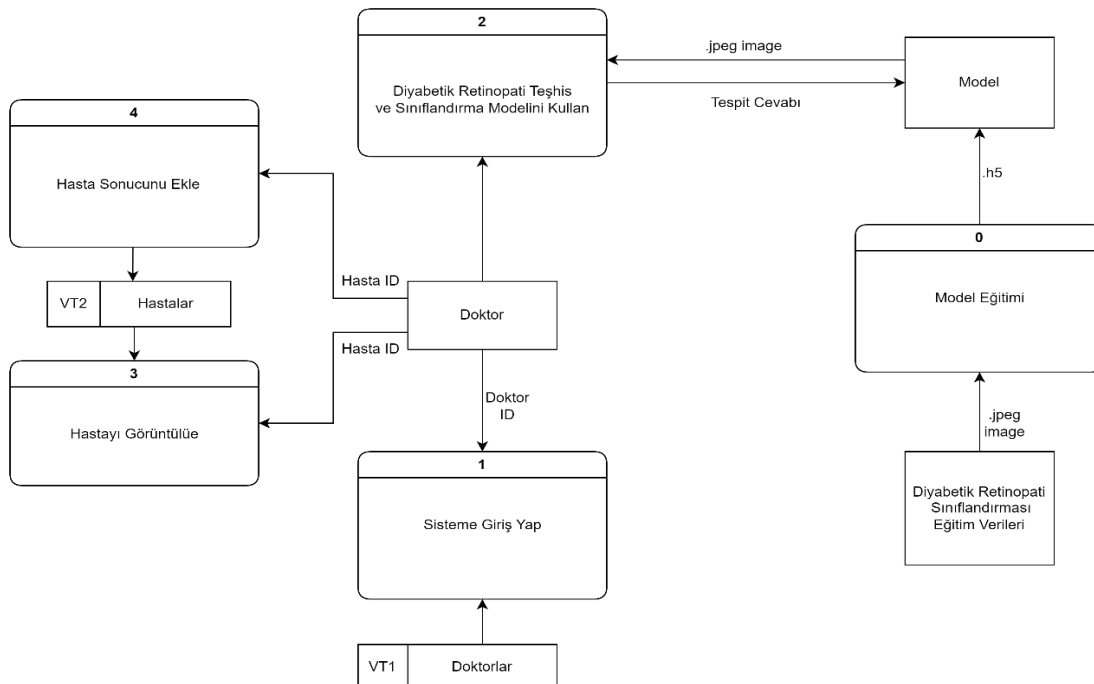 2
Diyabetik Retinopati Teşhis
ve Sınıflandırma Modelini Kullan
.jpeg image
Tespit Cevabı
Model
4
Hasta Sonucunu Ekle
.h5
0
Model Eğitimi
Hasta ID
VT2
Hastalar
Doktor
Hasta ID
3
Hastayı Görüntülüe
Doktor
ID
.jpeg
image
1
Sisteme Giriş Yap
Diyabetik Retinopati
Sınıflandırması
Eğitim Verileri
VT1
Doktorlar